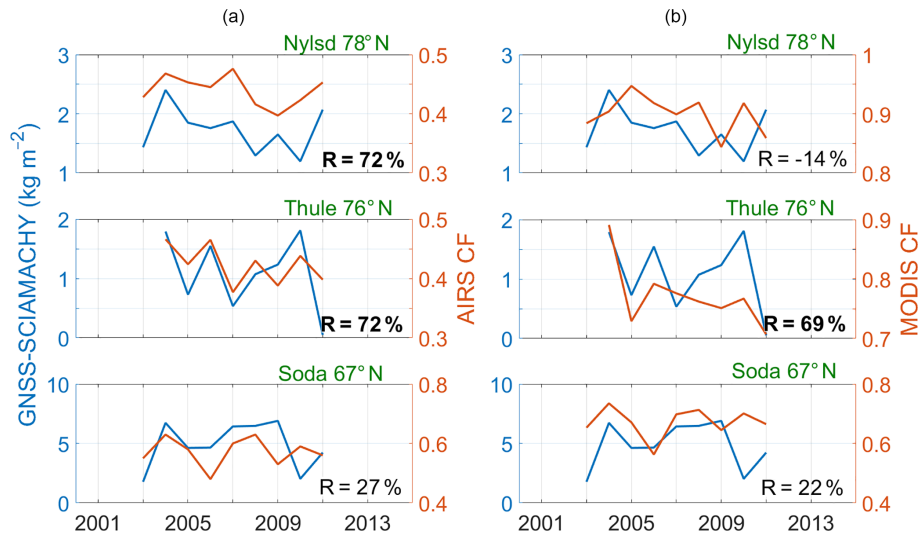 (a)
(b)
Nylsd 78° N
Nylsd 78° N
3
2
1
0.5
0.4
0.3
R = 72 %
3
2
1
1
0.9
0.8
R = -14 %
Thule 76° N
Thule 76° N
2
1
0
0.5
0.4
0.3
R = 72 %
2
1
0
0.9
0.8
0.7
R = 69 %
GNSS-SCIAMACHY (kg m⁻²)
AIRS CF
MODIS CF
Soda 67° N
Soda 67° N
10
5
0
0.8
0.6
0.4
R = 27 %
10
5
0
0.8
0.6
0.4
R = 22 %
2001 2005 2009 2013
2001 2005 2009 2013